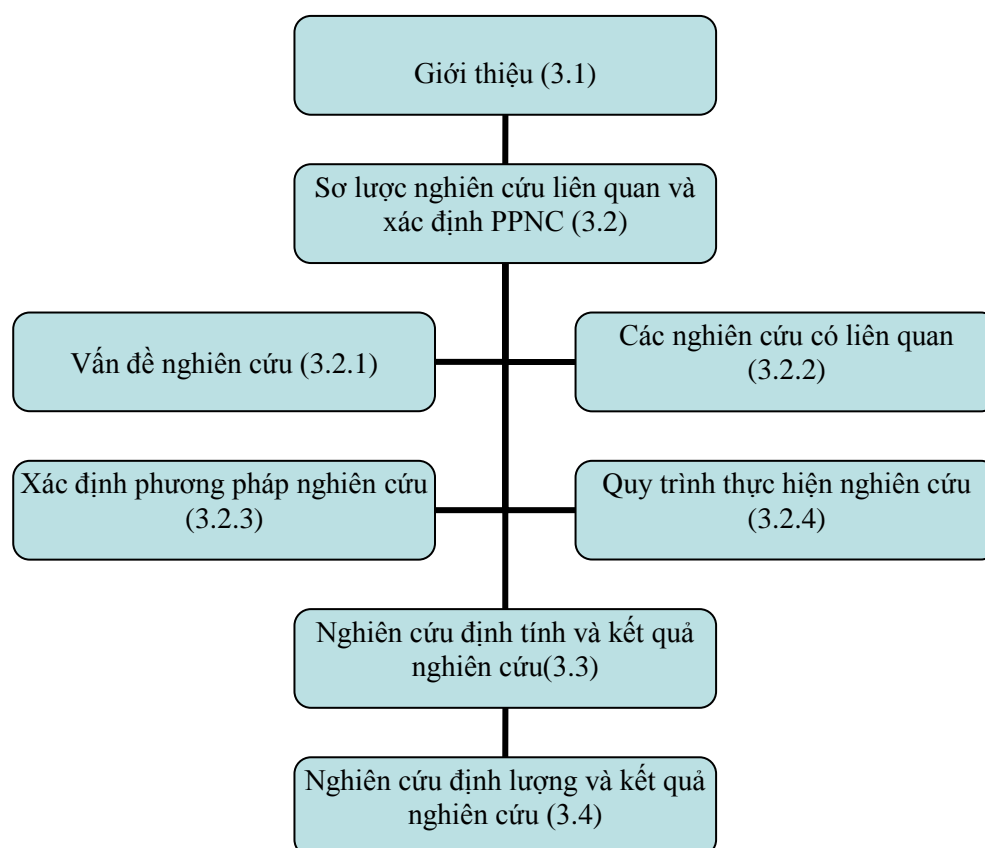 Giới thiệu (3.1)
Sơ lược nghiên cứu liên quan và
xác định PPNC (3.2)
Vấn đề nghiên cứu (3.2.1)
Các nghiên cứu có liên quan
(3.2.2)
Xác định phương pháp nghiên cứu
(3.2.3)
Quy trình thực hiện nghiên cứu
(3.2.4)
Nghiên cứu định tính và kết quả
nghiên cứu(3.3)
Nghiên cứu định lượng và kết quả
nghiên cứu (3.4)